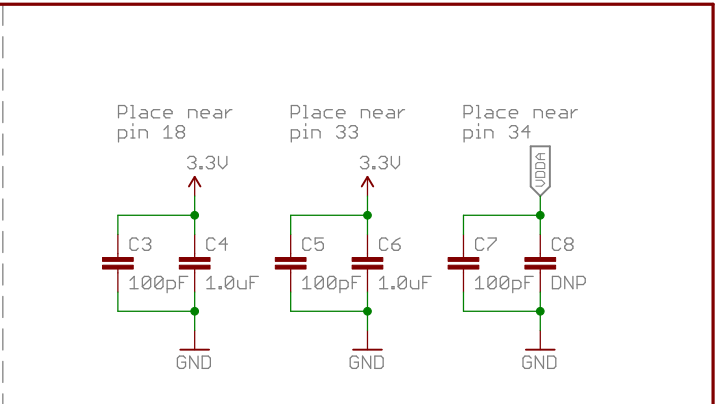 Place near
pin 18
Place near
pin 33
Place near
pin 34
3.3V
3.3V
VDDA
C3
C4
C5
C6
C7
C8
100pF
1.0uF
100pF
1.0uF
100pF
DNP
GND
GND
GND